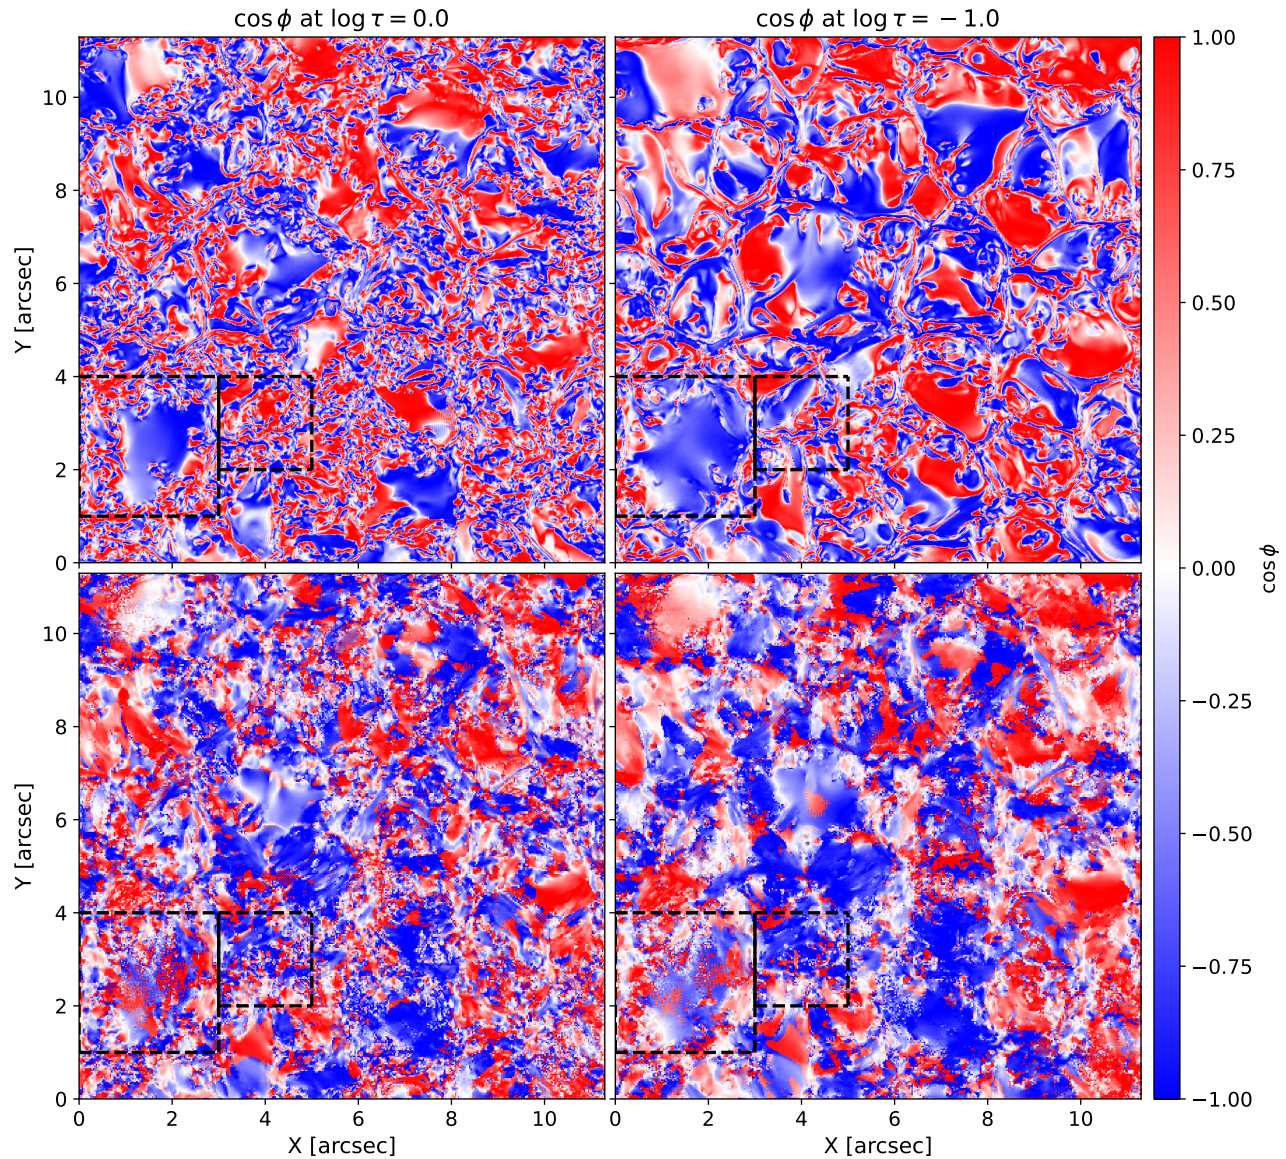 cos ϕ at log τ = 0.0
cos ϕ at log τ = − 1.0
Y [arcsec]
10
8
6
4
2
0
Y [arcsec]
10
8
6
4
2
0
0 2 4 6 8 10
X [arcsec]
0 2 4 6 8 10
X [arcsec]
1.00
0.75
0.50
0.25
0.00
−0.25
−0.50
−0.75
−1.00
cos ϕ